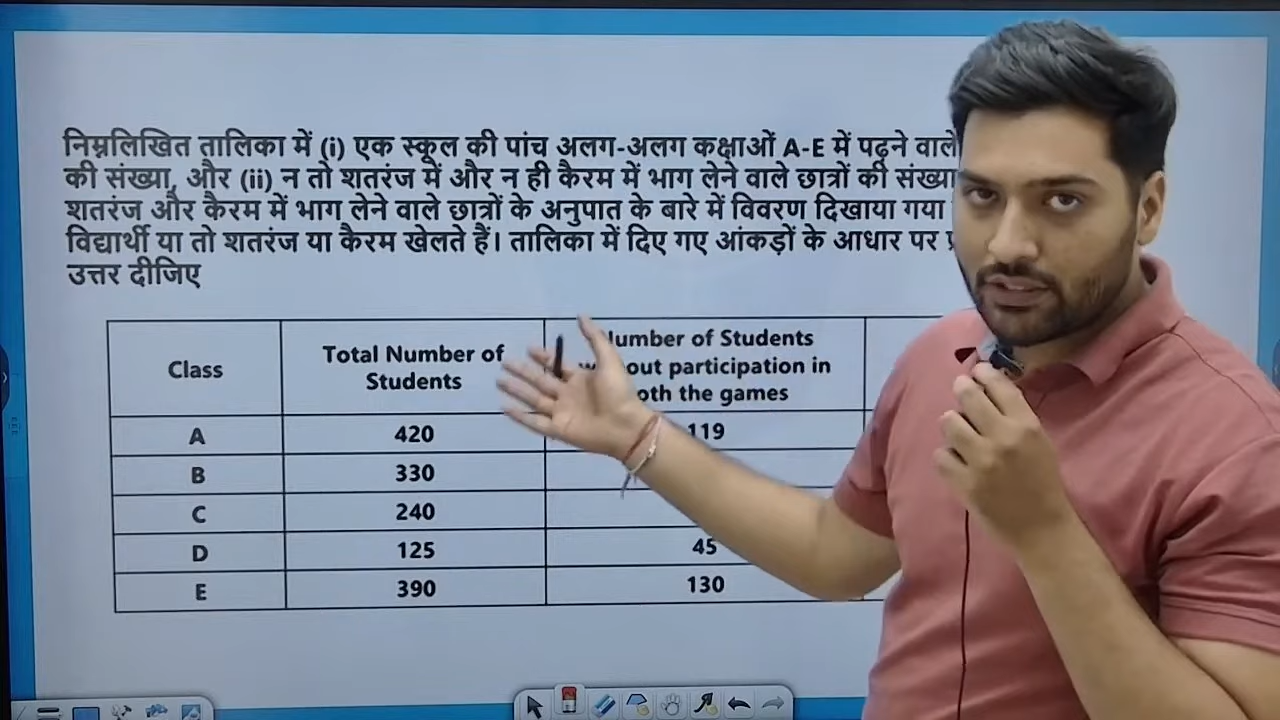 निम्नलिखित तालिका में (i) एक स्कूल की पांच अलग-अलग कक्षाओं A-E में पढ़ने वाले
की संख्या, और (ii) न तो शतरंज में और न ही कैरम में भाग लेने वाले छात्रों की संख्या
शतरंज और कैरम में भाग लेने वाले छात्रों के अनुपात के बारे में विवरण दिखाया गया
विद्यार्थी या तो शतरंज या कैरम खेलते हैं। तालिका में दिए गए आंकड़ों के आधार पर
उत्तर दीजिए
Class Total Number of Students Number of Students participation in the games
A 420 119
B 330
C 240
D 125 45
E 390 130